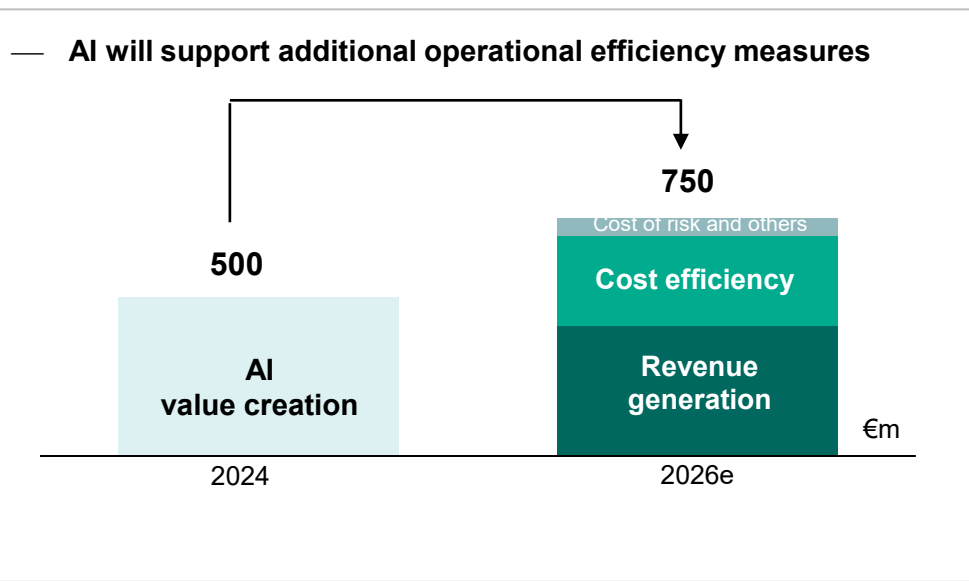 — AI will support additional operational efficiency measures
750
Cost of risk and others
500
Cost efficiency
AI
value creation
Revenue
generation
€m
2024
2026e